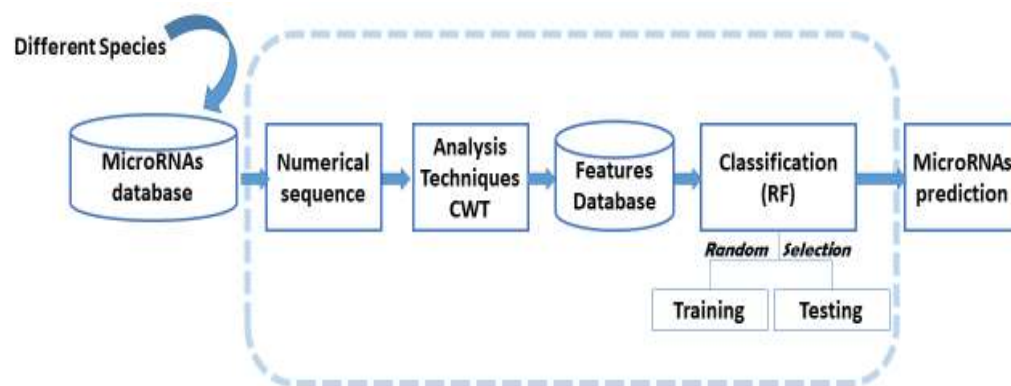 Different Species
MicroRNAs
database
Numerical
sequence
Analysis
Techniques
CWT
Features
Database
Classification
(RF)
MicroRNAs
prediction
Random Selection
Training
Testing